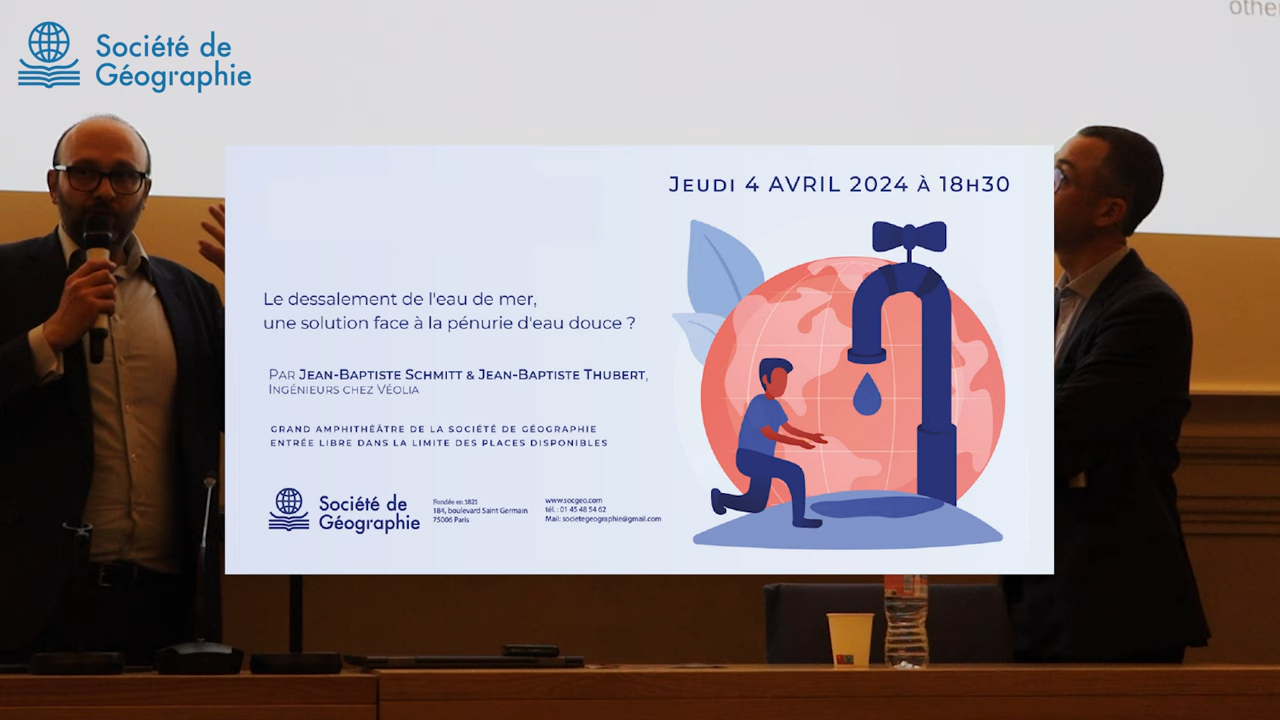 othe
Société de
Géographie
JEUDI 4 AVRIL 2024 À 18H30
Le dessalement de l'eau de mer,
une solution face à la pénurie d'eau douce ?
PAR JEAN-BAPTISTE SCHMITT & JEAN-BAPTISTE THUBERT,
INGÉNIEURS CHEZ VÉOLIA
GRAND AMPHITHÉÂTRE DE LA SOCIÉTÉ DE GÉOGRAPHIE
ENTRÉE LIBRE DANS LA LIMITE DES PLACES DISPONIBLES
Société de
Géographie
Fondée en 1821
184, boulevard Saint Germain
75006 Paris
www.socgeo.com
tél. : 01 45 48 54 62
Mail: societegeographie@gmail.com